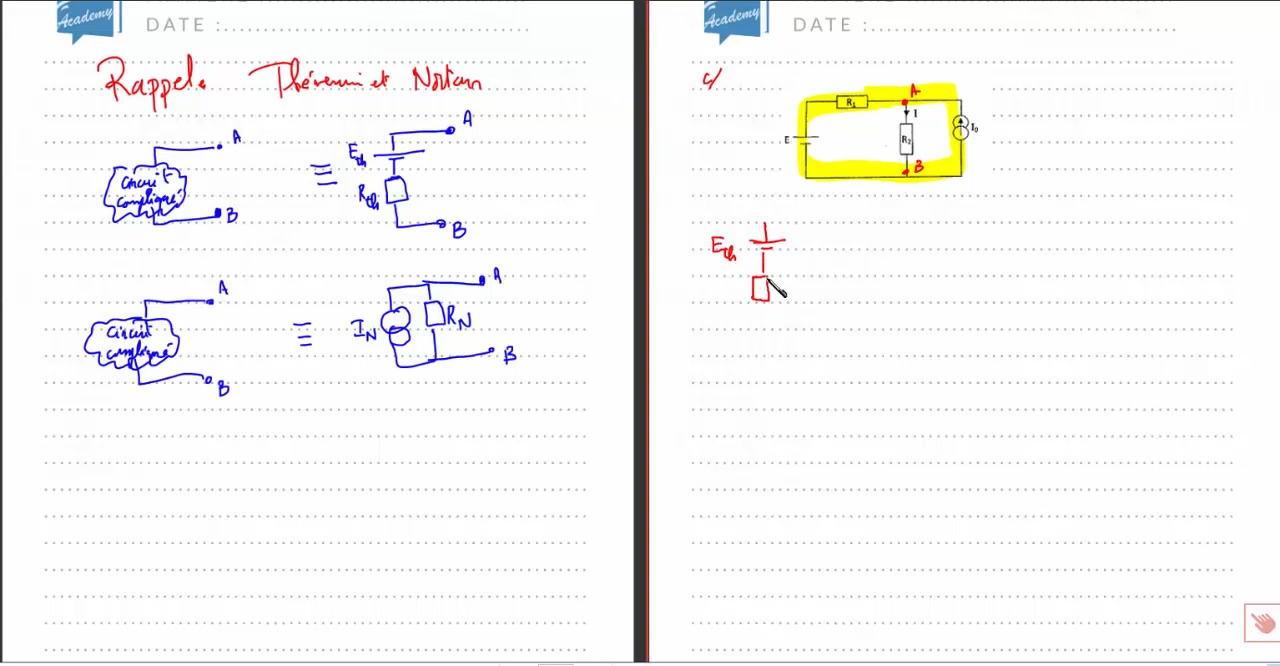 Academy DATE :
Rappels Thévenin et Norton
A
Circuit
compliqué
B
≡
A
Eth
Rth
B
A
Circuit
compliqué
B
≡
A
IN
RN
B
Academy DATE :
c/
A
R1
I
E
R2
I0
B
Eth